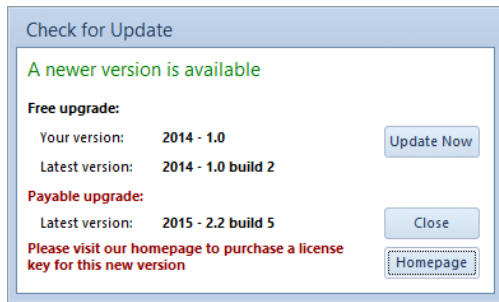 Check for Update
A newer version is available
Free upgrade:
Your version: 2014 - 1.0
Update Now
Latest version: 2014 - 1.0 build 2
Payable upgrade:
Latest version: 2015 - 2.2 build 5
Close
Please visit our homepage to purchase a license
key for this new version
Homepage